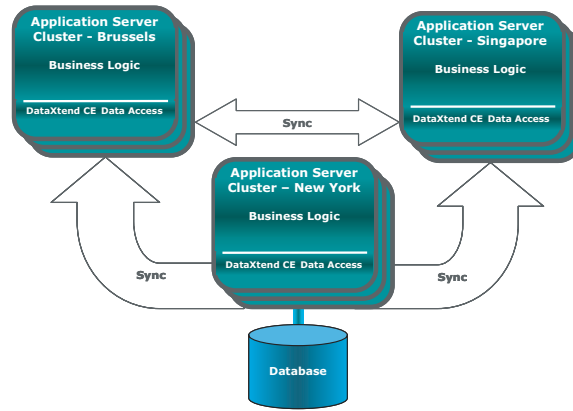 Application Server
Cluster - Brussels
Business Logic
DataXtend CE Data Access
Application Server
Cluster - Singapore
Business Logic
DataXtend CE Data Access
Sync
Application Server
Cluster – New York
Business Logic
DataXtend CE Data Access
Sync
Sync
Database